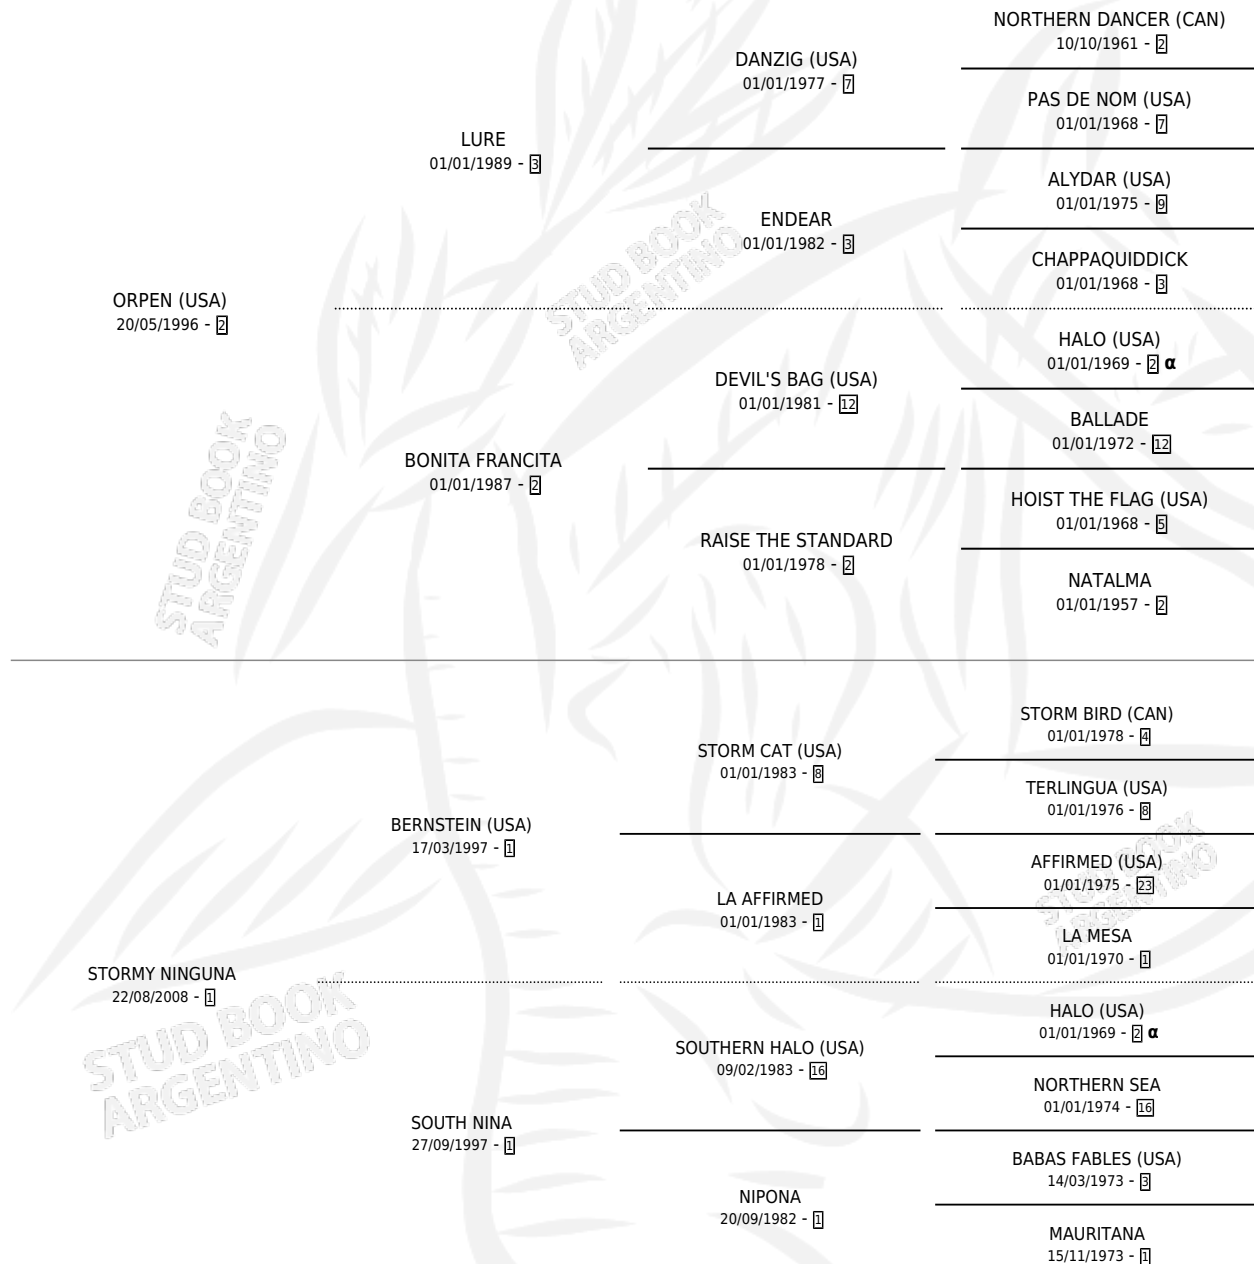 NORTHERN DANCER (CAN)
10/10/1961 - 2
DANZIG (USA)
01/01/1977 - 7
PAS DE NOM (USA)
01/01/1968 - 7
LURE
01/01/1989 - 3
ALYDAR (USA)
01/01/1975 - 9
ENDEAR
01/01/1982 - 3
CHAPPAQUIDDICK
01/01/1968 - 3
ORPEN (USA)
20/05/1996 - 2
HALO (USA)
01/01/1969 - 2 α
DEVIL'S BAG (USA)
01/01/1981 - 12
BALLADE
01/01/1972 - 12
BONITA FRANCITA
01/01/1987 - 2
HOIST THE FLAG (USA)
01/01/1968 - 5
RAISE THE STANDARD
01/01/1978 - 2
NATALMA
01/01/1957 - 2
STORM BIRD (CAN)
01/01/1978 - 4
STORM CAT (USA)
01/01/1983 - 8
TERLINGUA (USA)
01/01/1976 - 8
BERNSTEIN (USA)
17/03/1997 - 1
AFFIRMED (USA)
01/01/1975 - 23
LA AFFIRMED
01/01/1983 - 1
LA MESA
01/01/1970 - 1
STORMY NINGUNA
22/08/2008 - 1
HALO (USA)
01/01/1969 - 2 α
SOUTHERN HALO (USA)
09/02/1983 - 16
NORTHERN SEA
01/01/1974 - 16
SOUTH NINA
27/09/1997 - 1
BABAS FABLES (USA)
14/03/1973 - 3
NIPONA
20/09/1982 - 1
MAURITANA
15/11/1973 - 1
STUD BOOK
ARGENTINO
STUD BOOK
ARGENTINO
STUD BOOK
ARGENTINO
STUD BOOK
ARGENTINO